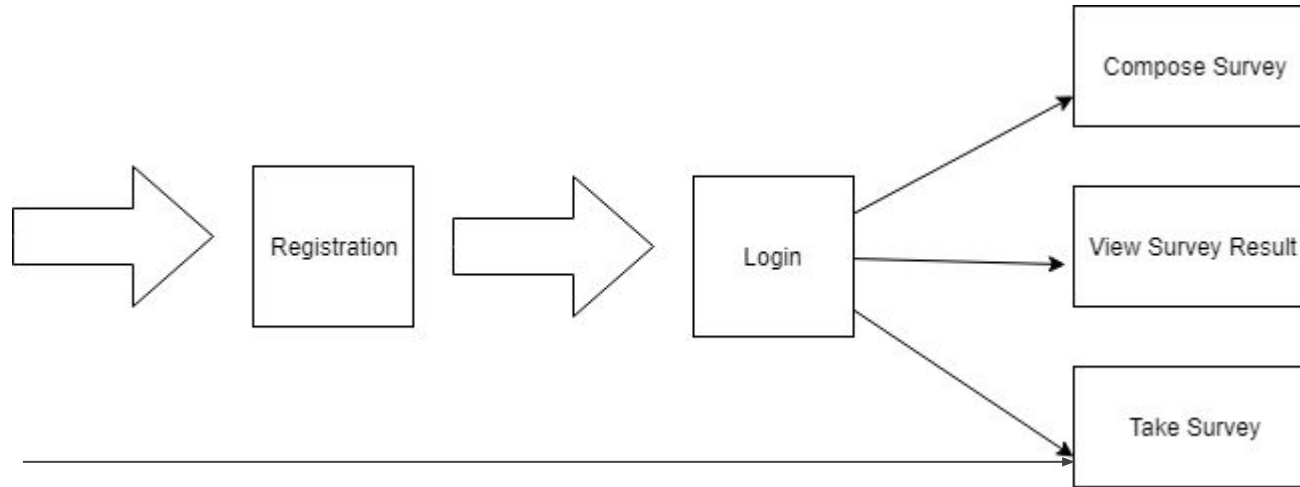 Compose Survey
Registration
Login
View Survey Result
Take Survey